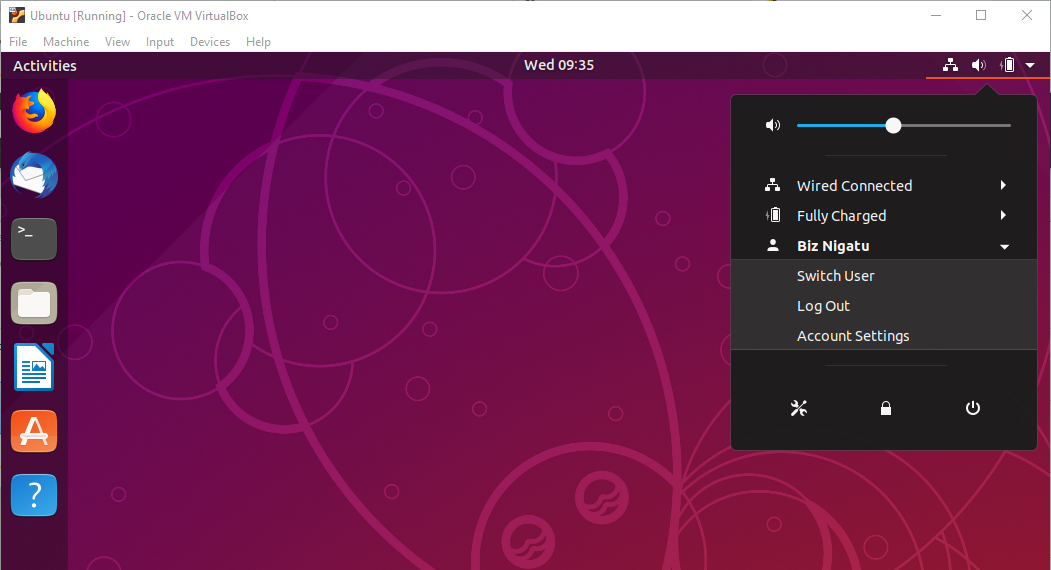 Ubuntu [Running] - Oracle VM VirtualBox
File Machine View Input Devices Help
Activities Wed 09:35
Wired Connected
Fully Charged
Biz Nigatu
Switch User
Log Out
Account Settings
>_
?